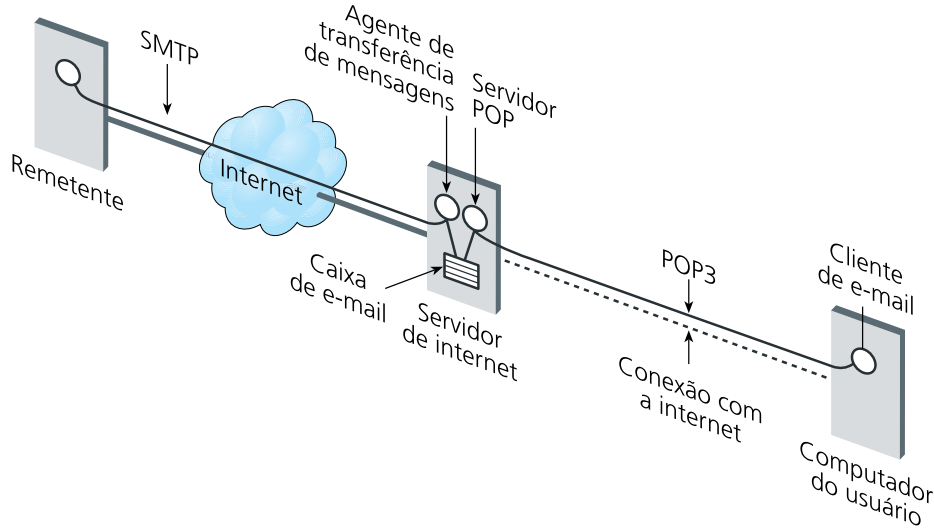 SMTP
Agente de
transferência
de mensagens
Servidor
POP
Remetente
Internet
Caixa
de e-mail
Servidor
de internet
POP3
Conexão com
a internet
Cliente
de e-mail
Computador
do usuário